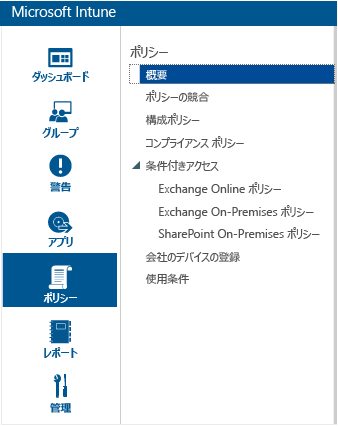 Microsoft Intune
ダッシュボード
グループ
警告
アプリ
ポリシー
レポート
管理
ポリシー
概要
ポリシーの競合
構成ポリシー
コンプライアンス ポリシー
条件付きアクセス
Exchange Online ポリシー
Exchange On-Premises ポリシー
SharePoint On-Premises ポリシー
会社のデバイスの登録
使用条件